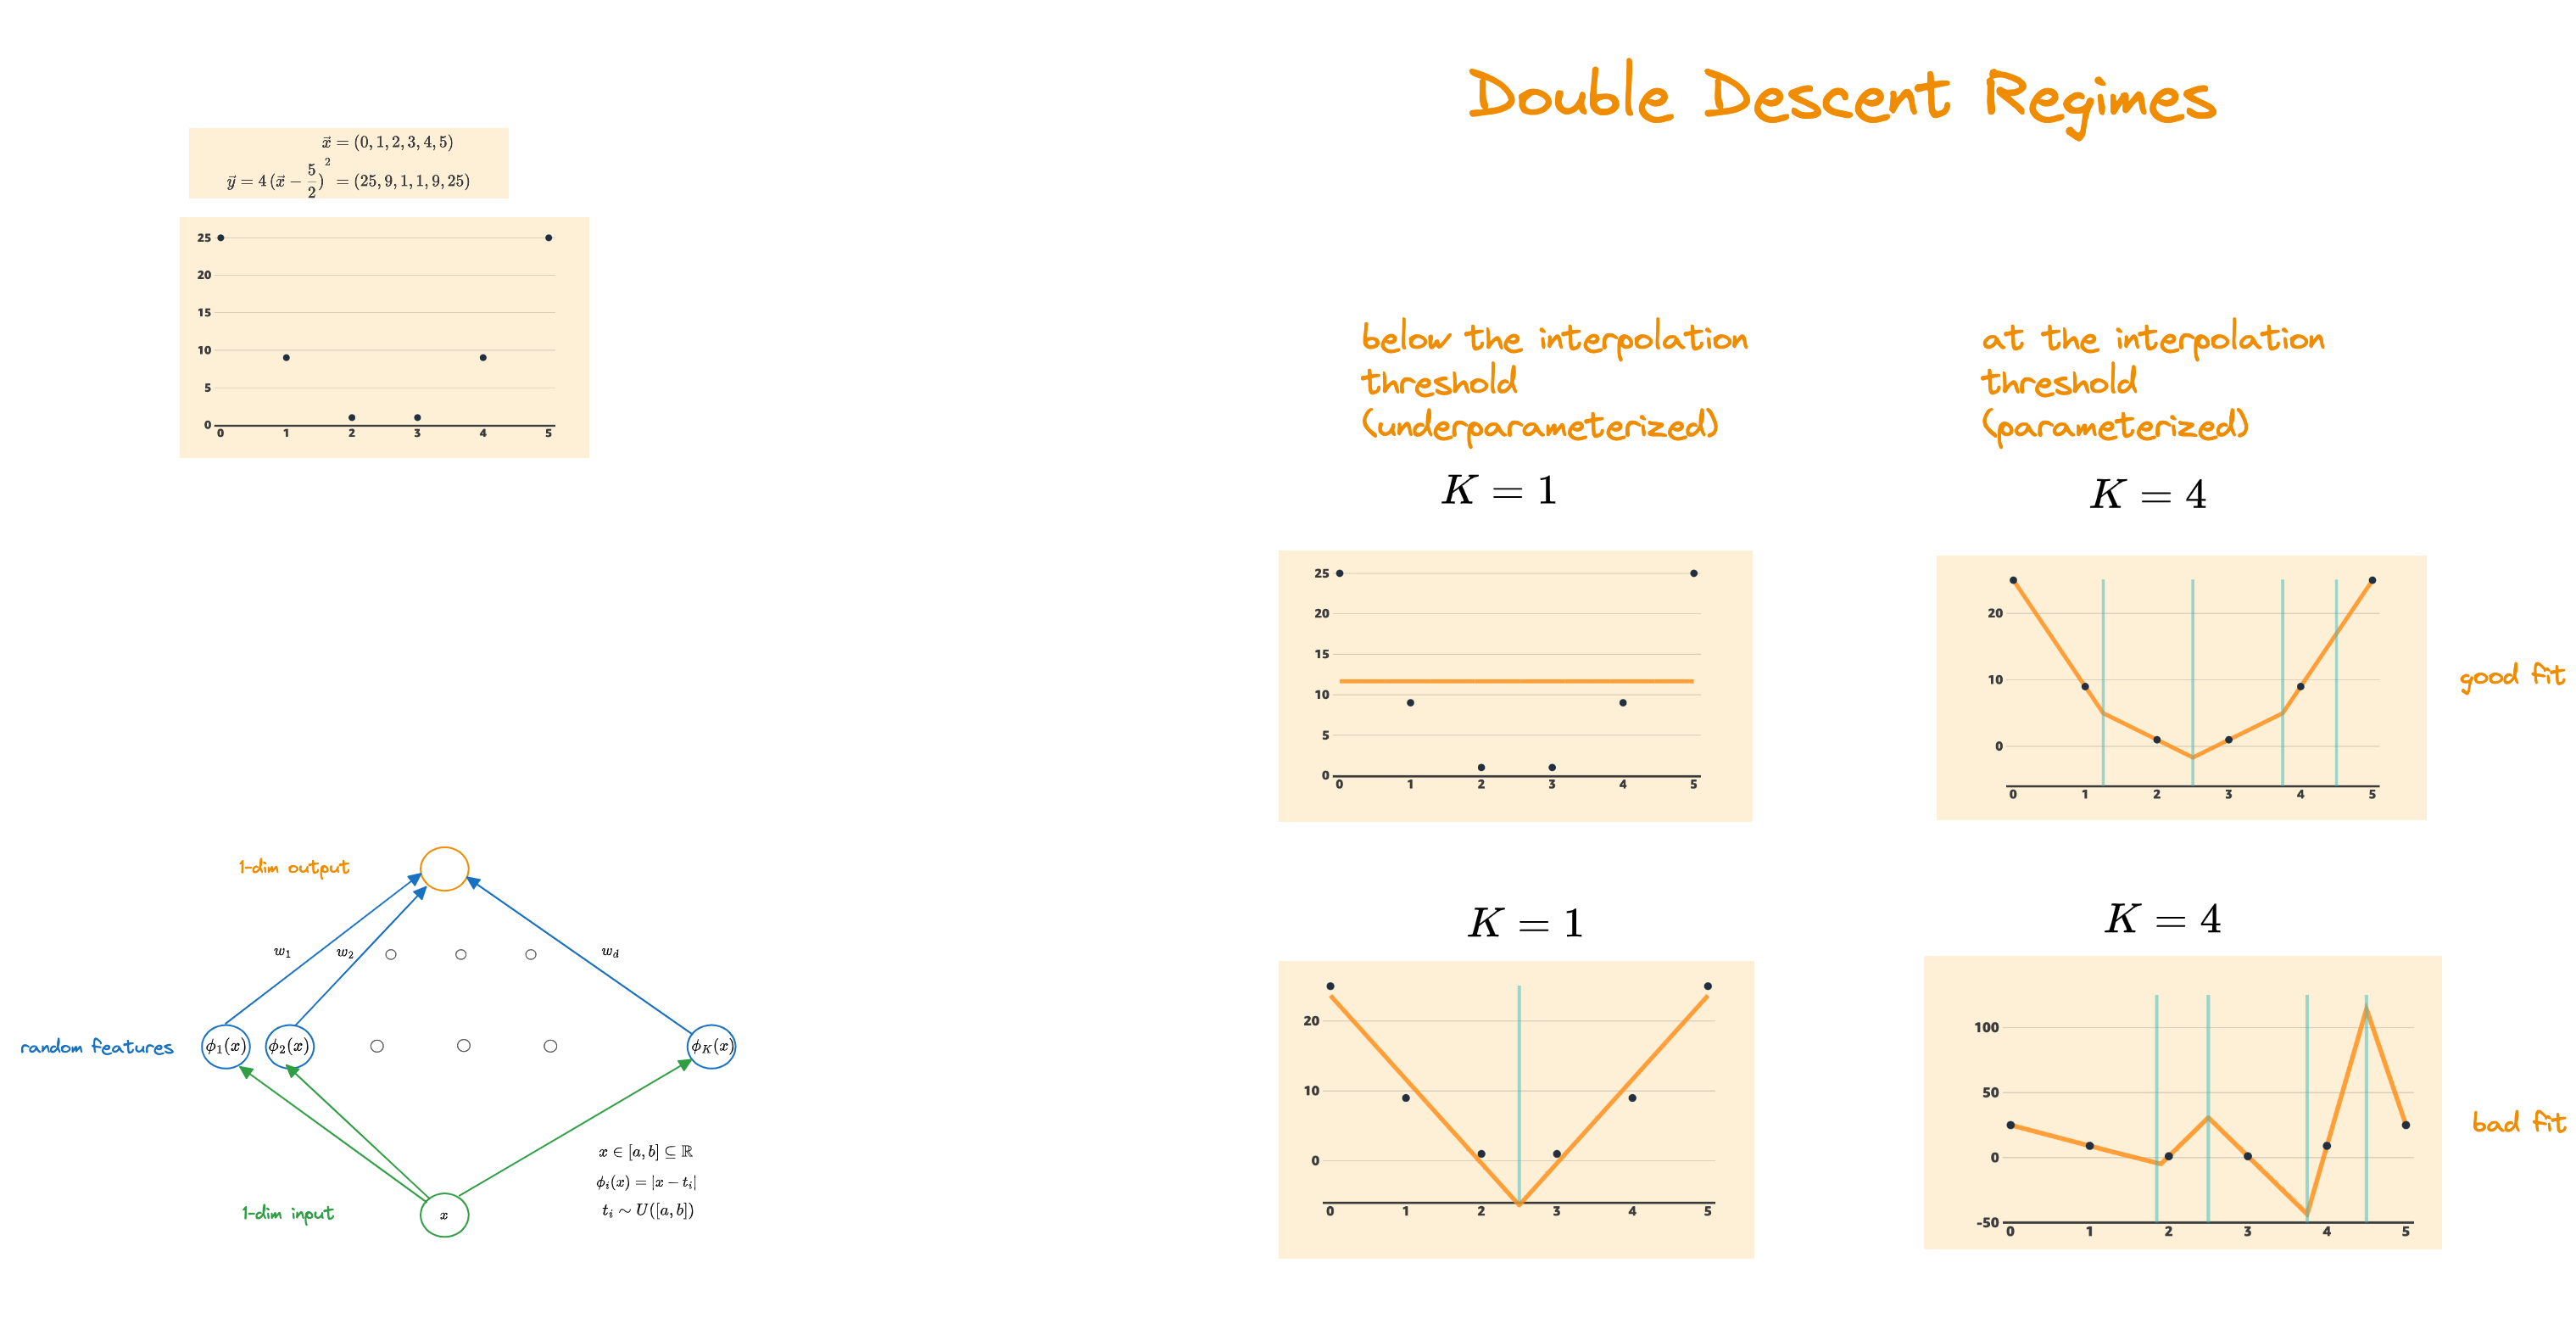 Double Descent Regimes
$\vec{x} = (0, 1, 2, 3, 4, 5)$
$\vec{y} = 4\,(\vec{x} - \frac{5}{2})^2 = (25, 9, 1, 1, 9, 25)$
25
20
15
10
5
0
0 1 2 3 4 5
below the interpolation
threshold
(underparameterized)
at the interpolation
threshold
(parameterized)
$K = 1$
25
20
15
10
5
0
0 1 2 3 4 5
$K = 4$
20
10
0
0 1 2 3 4 5
good fit
1-dim output
$w_1$ $w_2$ $w_d$
random features
$\phi_1(x)$ $\phi_2(x)$ $\phi_K(x)$
$x \in [a, b] \subseteq \mathbb{R}$
$\phi_i(x) = |x - t_i|$
$t_i \sim U([a, b])$
1-dim input
$x$
$K = 1$
20
10
0
0 1 2 3 4 5
$K = 4$
100
50
0
-50
0 1 2 3 4 5
bad fit